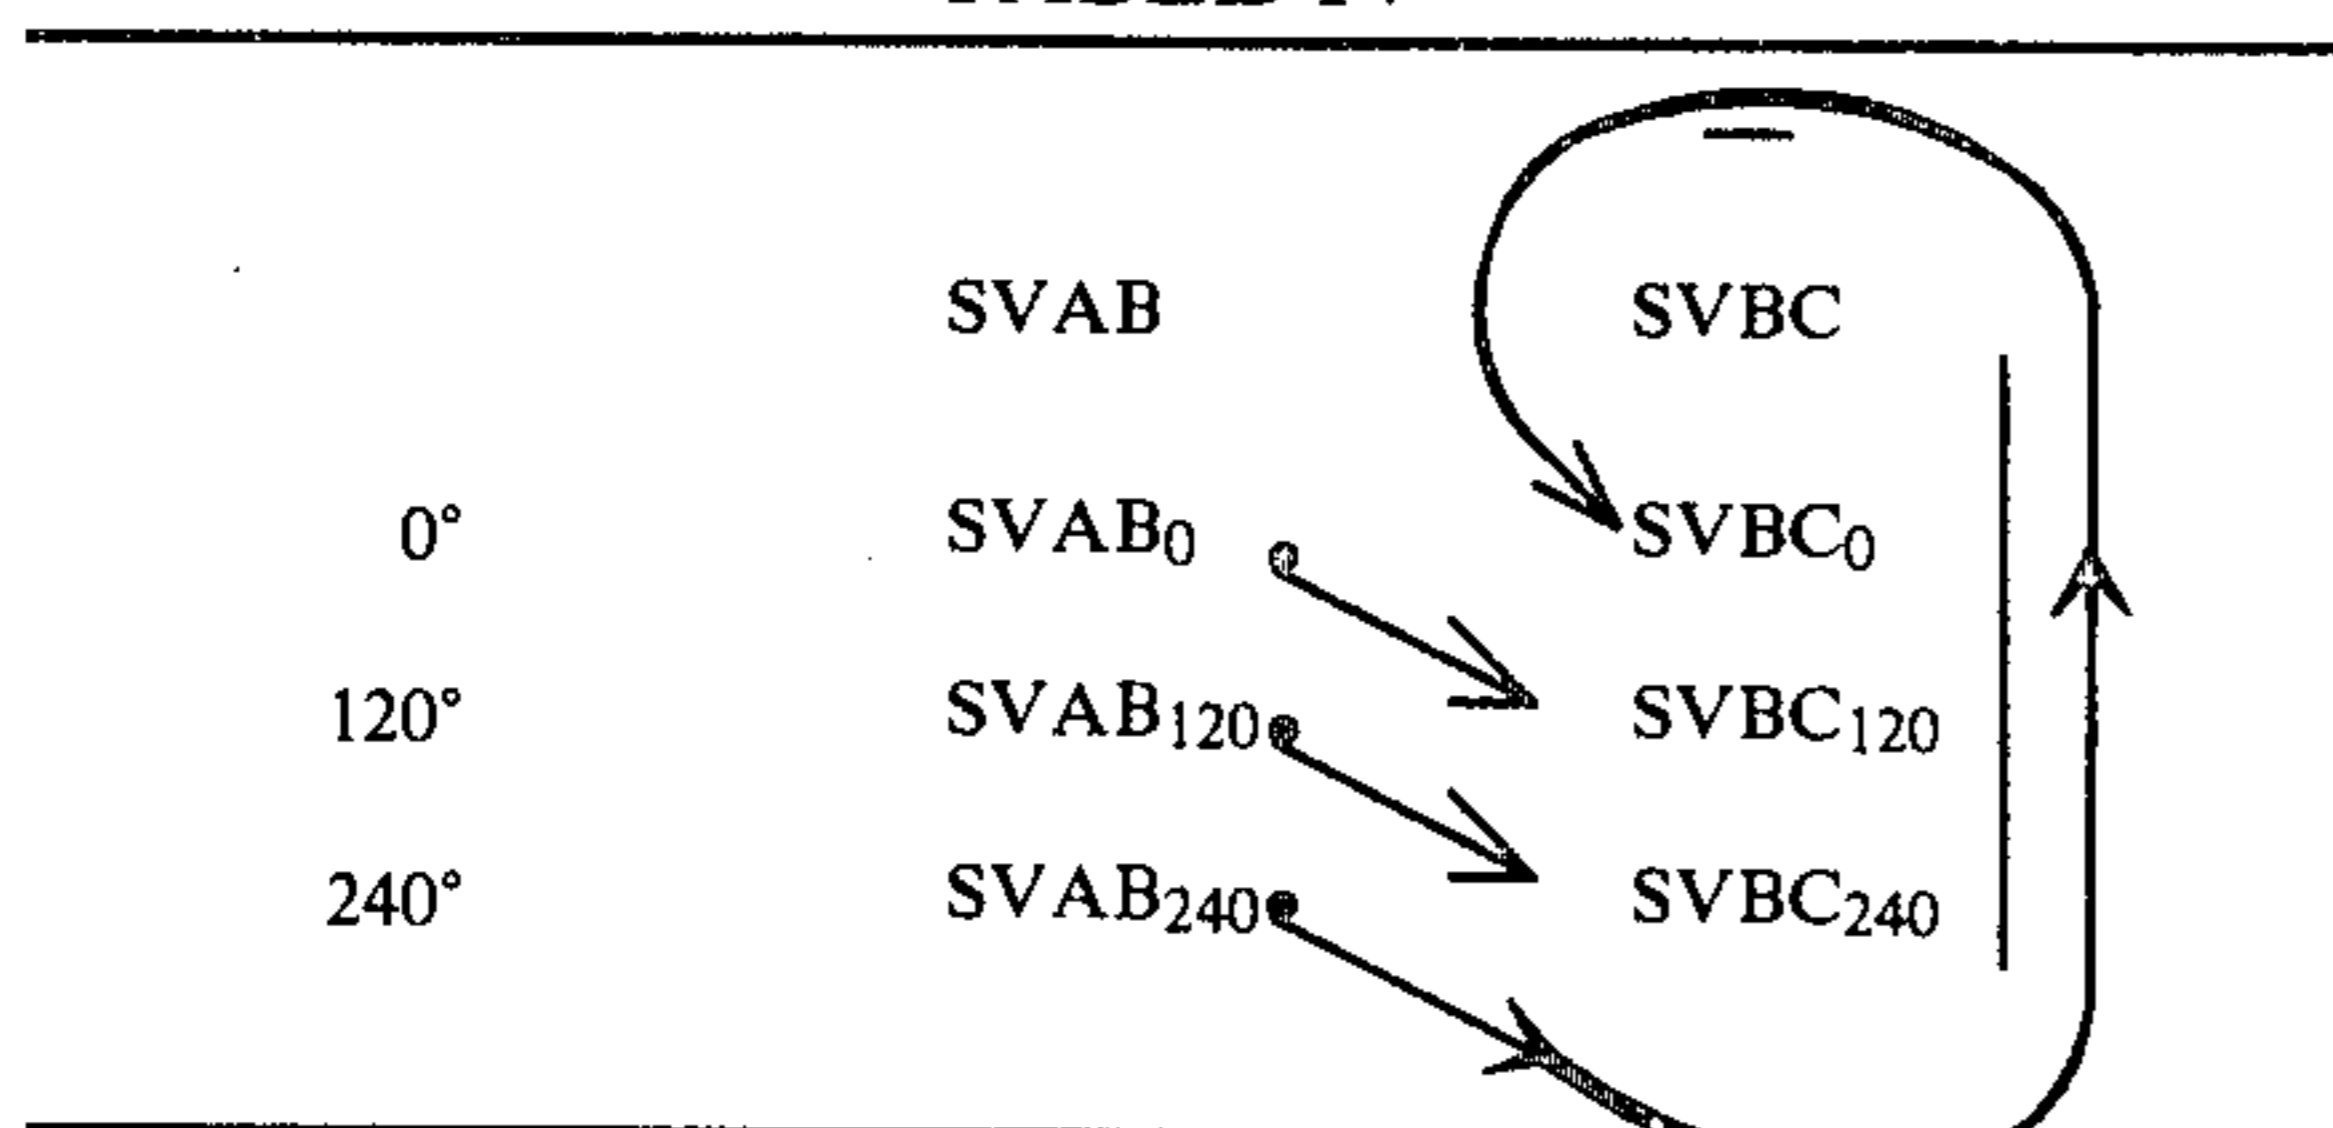 SVAB SVBC
0° SVAB₀ SVBC₀
120° SVAB₁₂₀ SVBC₁₂₀
240° SVAB₂₄₀ SVBC₂₄₀